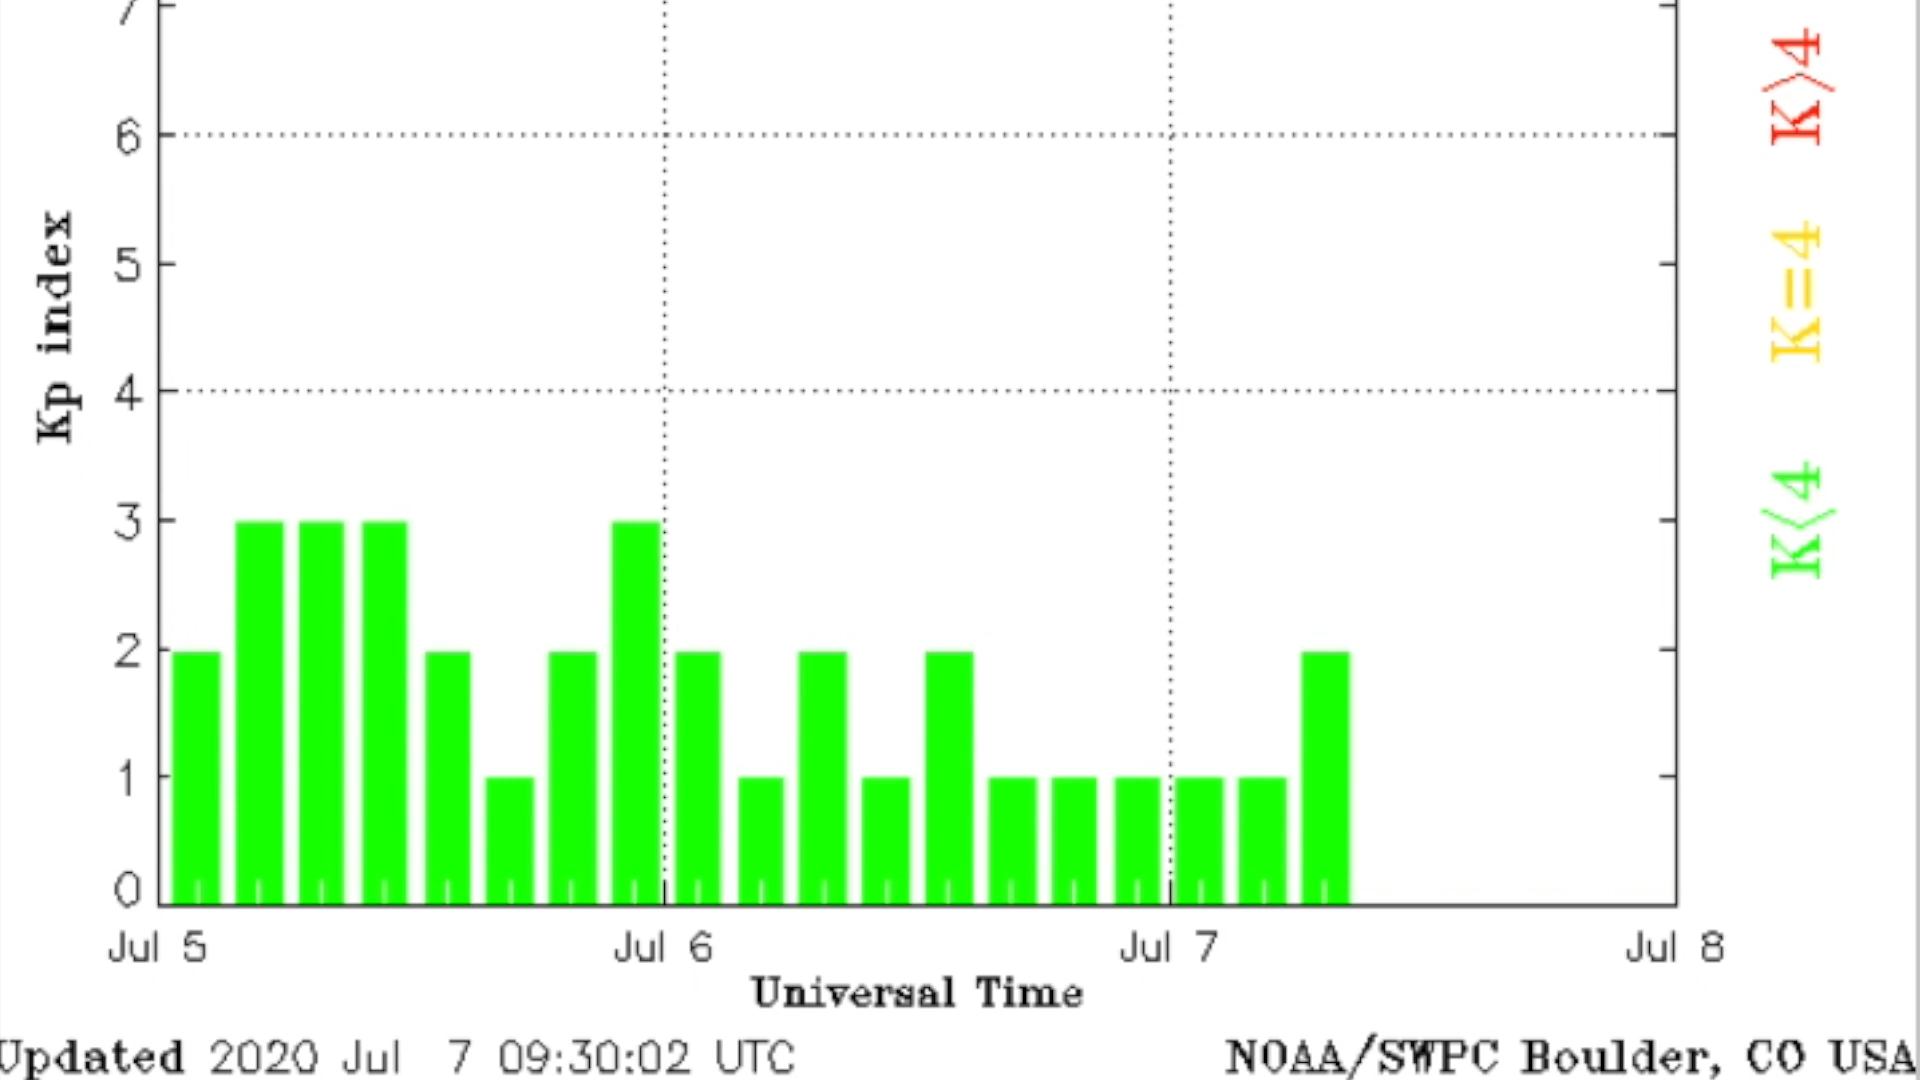 7
K>4
6
5
K=4
Kp index
4
K<4
3
2
1
0
Jul 5 Jul 6 Jul 7 Jul 8
Universal Time
Updated 2020 Jul 7 09:30:02 UTC NOAA/SWPC Boulder, CO USA